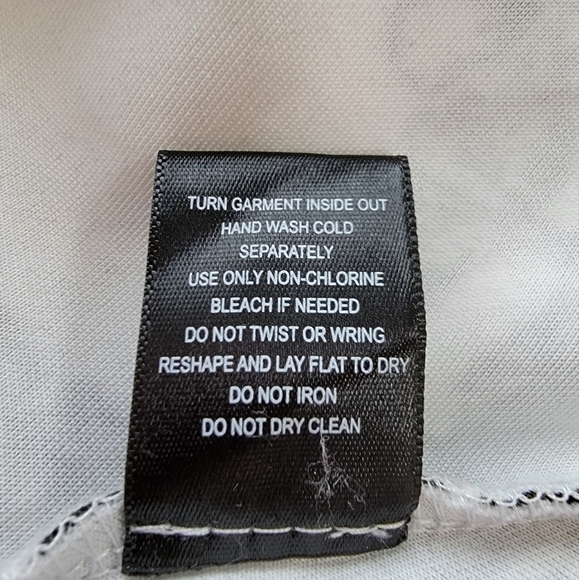 TURN GARMENT INSIDE OUT
HAND WASH COLD
SEPARATELY
USE ONLY NON-CHLORINE
BLEACH IF NEEDED
DO NOT TWIST OR WRING
RESHAPE AND LAY FLAT TO DRY
DO NOT IRON
DO NOT DRY CLEAN